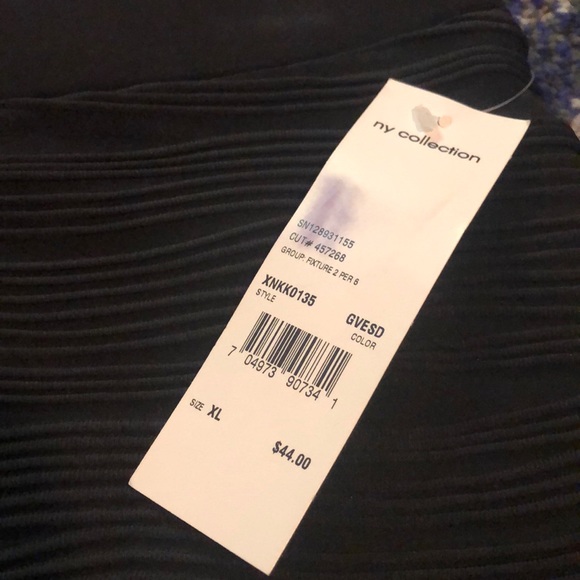 ny collection
SN128931155
CUT# 457268
GROUP: FIXTURE 2 PER 6
XNKK0135 GVESD
STYLE COLOR
7 04973 90734 1
SIZE XL
$44.00